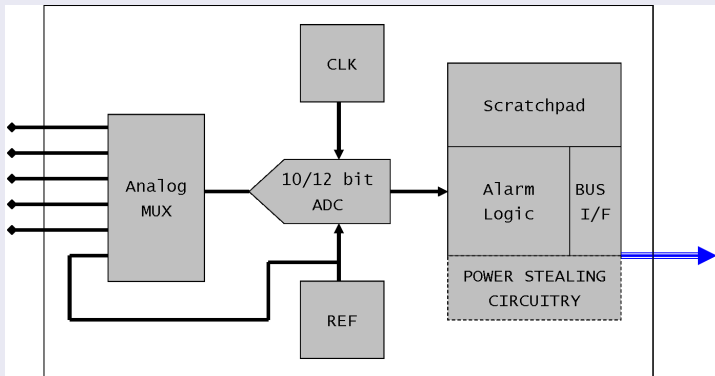 CLK
Scratchpad
Analog
MUX
10/12 bit
ADC
Alarm
Logic
BUS
I/F
POWER STEALING
CIRCUITRY
REF